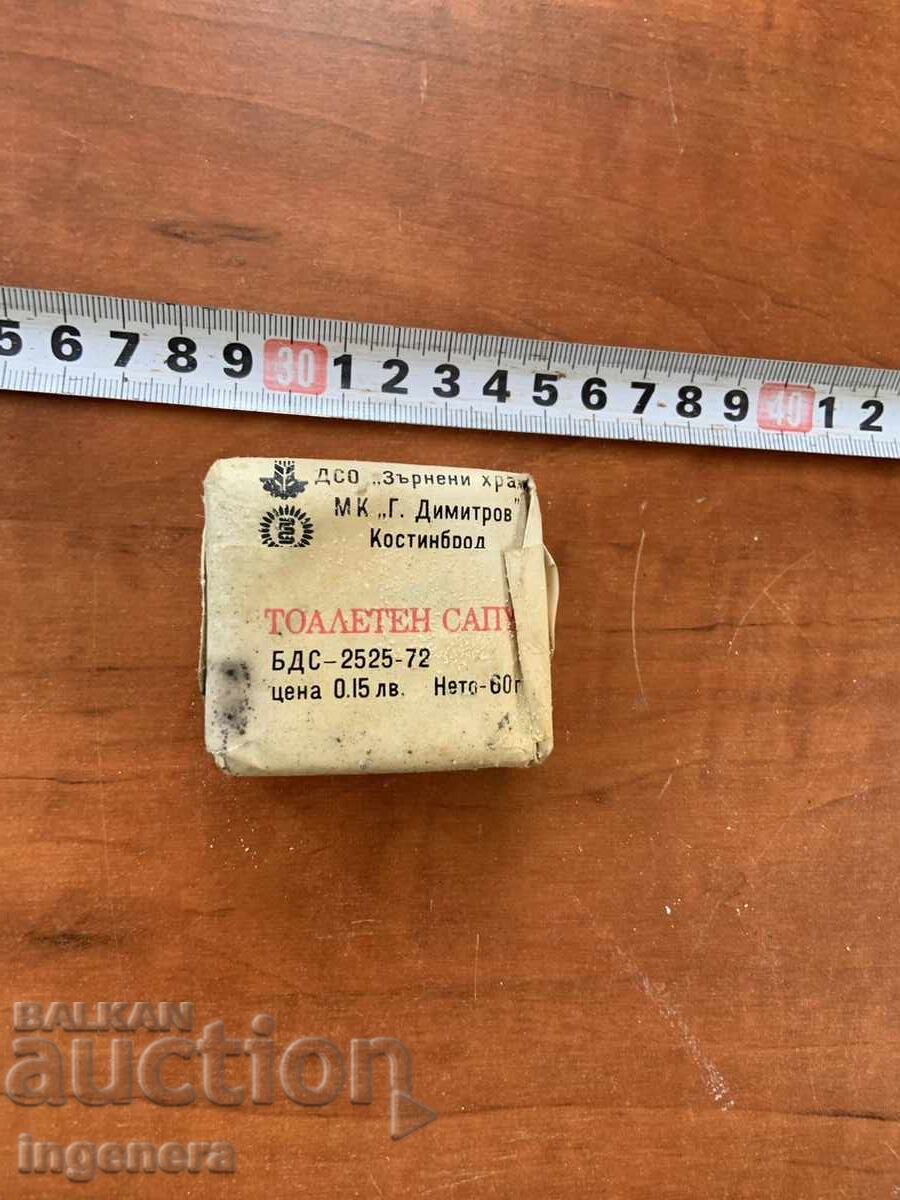 5 6 7 8 9 30 1 2 3 4 5 6 7 8 9 40 1 2
ДСО „Зърнени хра
МК „Г. Димитров"
Костинброд
ТОАЛЕТЕН САПУ
БДС-2525-72
цена 0.15 лв. Нето-60г
BALKAN
auction
ingenera